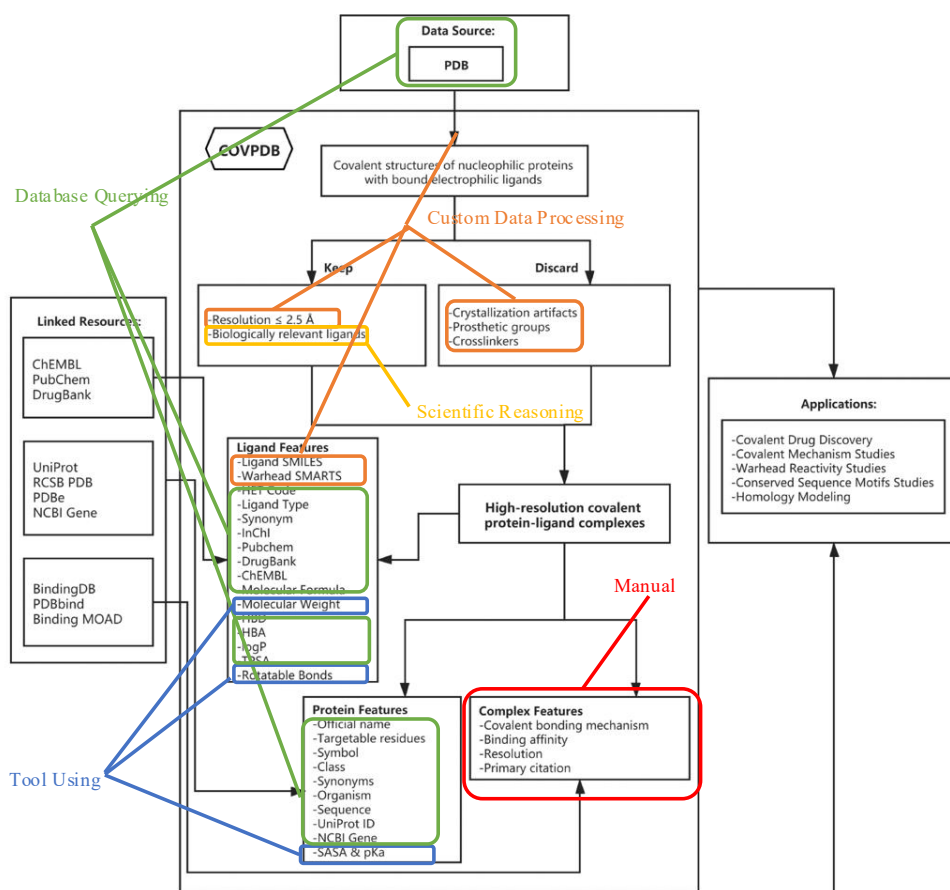 Data Source:
PDB
COVPDB
Covalent structures of nucleophilic proteins
with bound electrophilic ligands
Database Querying
Custom Data Processing
Keep
Discard
-Resolution ≤ 2.5 Å
-Biologically relevant ligands
-Crystallization artifacts
-Prosthetic groups
-Crosslinkers
Linked Resources:
ChEMBL
PubChem
DrugBank
UniProt
RCSB PDB
PDBe
NCBI Gene
BindingDB
PDBbind
Binding MOAD
Scientific Reasoning
Applications:
-Covalent Drug Discovery
-Covalent Mechanism Studies
-Warhead Reactivity Studies
-Conserved Sequence Motifs Studies
-Homology Modeling
Ligand Features
-Ligand SMILES
-Warhead SMARTS
-HET Code
-Ligand Type
-Synonym
-InChI
-Pubchem
-DrugBank
-ChEMBL
-Molecular Formula
-Molecular Weight
-HBD
-HBA
-logP
-TPSA
-Rotatable Bonds
High-resolution covalent
protein-ligand complexes
Manual
Tool Using
Protein Features
-Official name
-Targetable residues
-Symbol
-Class
-Synonyms
-Organism
-Sequence
-UniProt ID
-NCBI Gene
-SASA & pKa
Complex Features
-Covalent bonding mechanism
-Binding affinity
-Resolution
-Primary citation